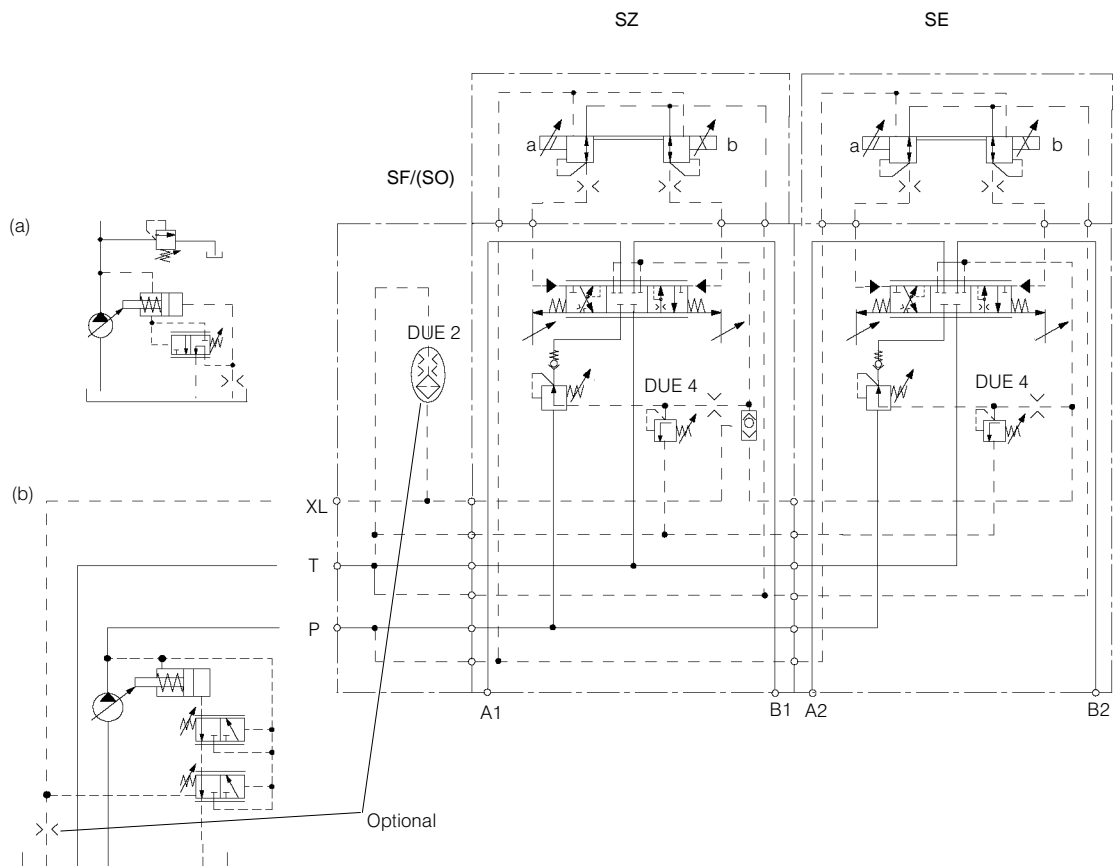 SZ SE
a b a b
SF/(SO)
(a)
DUE 2
DUE 4 DUE 4
(b)
XL
T
P
A1 B1 A2 B2
Optional